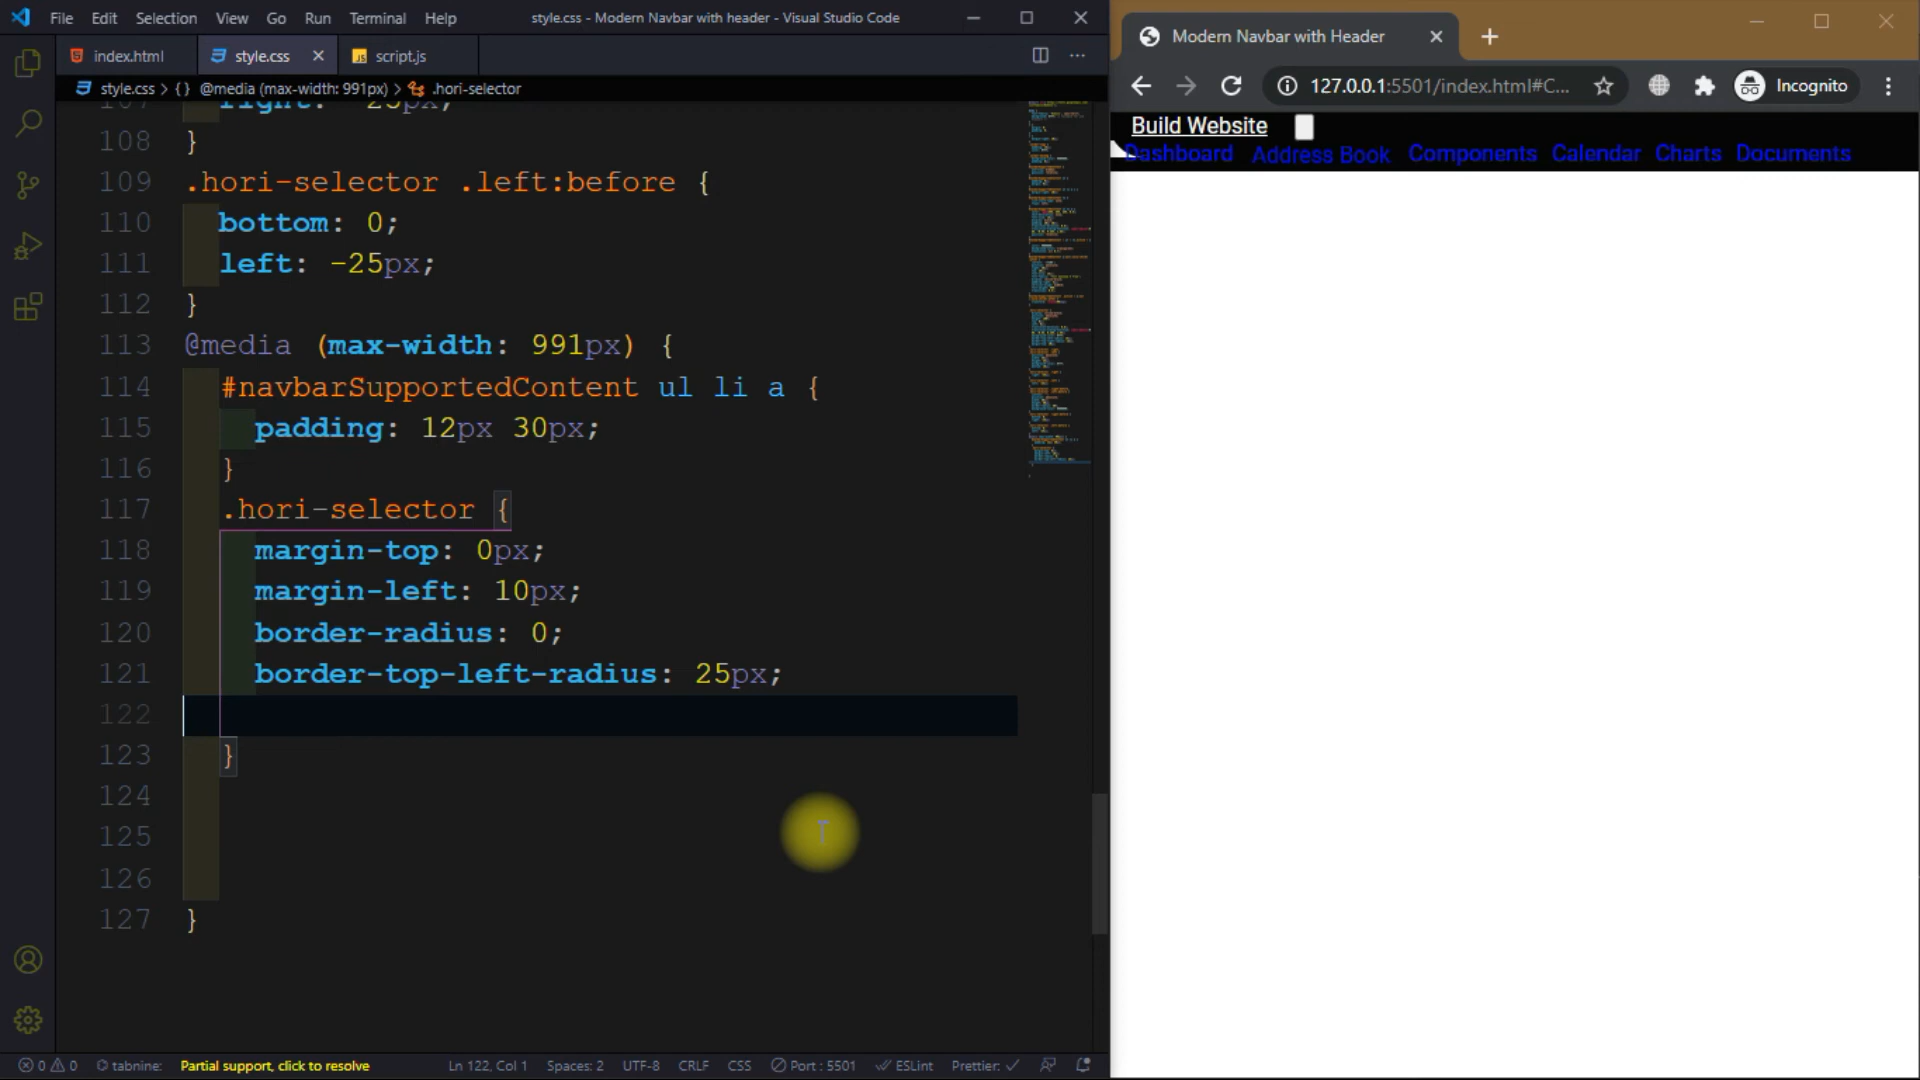 File Edit Selection View Go Run Terminal Help style.css - Modern Navbar with header - Visual Studio Code
index.html style.css script.js
style.css > {} @media (max-width: 991px) > .hori-selector
107 right: -25px;
108 }
109 .hori-selector .left:before {
110 bottom: 0;
111 left: -25px;
112 }
113 @media (max-width: 991px) {
114 #navbarSupportedContent ul li a {
115 padding: 12px 30px;
116 }
117 .hori-selector {
118 margin-top: 0px;
119 margin-left: 10px;
120 border-radius: 0;
121 border-top-left-radius: 25px;
122
123 }
124
125
126
127 }
0 0 tabnine: Partial support, click to resolve Ln 122, Col 1 Spaces: 2 UTF-8 CRLF CSS Port : 5501 ESLint Prettier: ✓
Modern Navbar with Header
127.0.0.1:5501/index.html#C... Incognito
Build Website
Dashboard Address Book Components Calendar Charts Documents